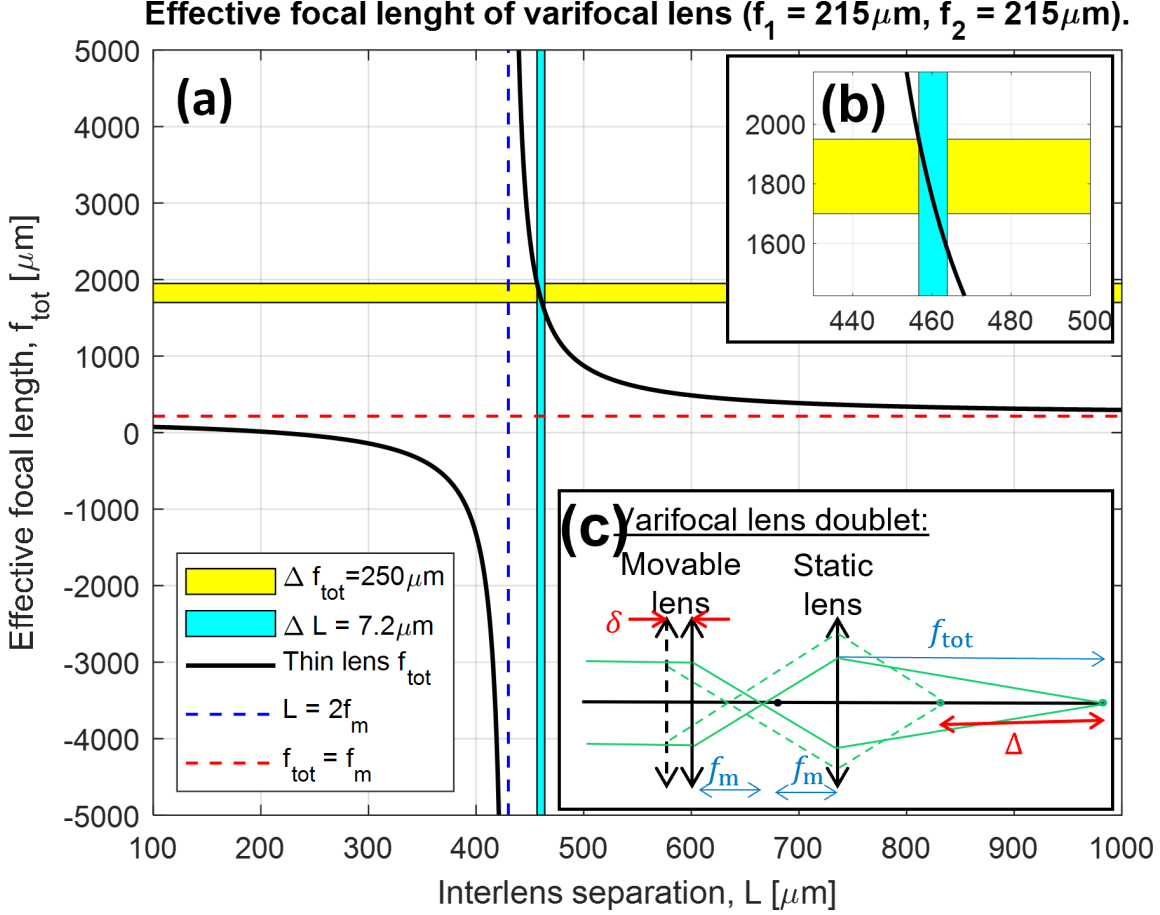 Effective focal lenght of varifocal lens (f1 = 215μm, f2 = 215μm).
(a)
Effective focal length, ftot [μm]
5000
4000
3000
2000
1000
0
-1000
-2000
-3000
-4000
-5000
100
200
300
400
500
600
700
800
900
1000
Interlens separation, L [μm]
(b)
2000
1800
1600
440
460
480
500
Δ ftot=250μm
Δ L = 7.2μm
Thin lens ftot
L = 2fm
ftot = fm
(c)
Varifocal lens doublet:
Movable
lens
Static
lens
δ
ftot
fm
fm
Δ